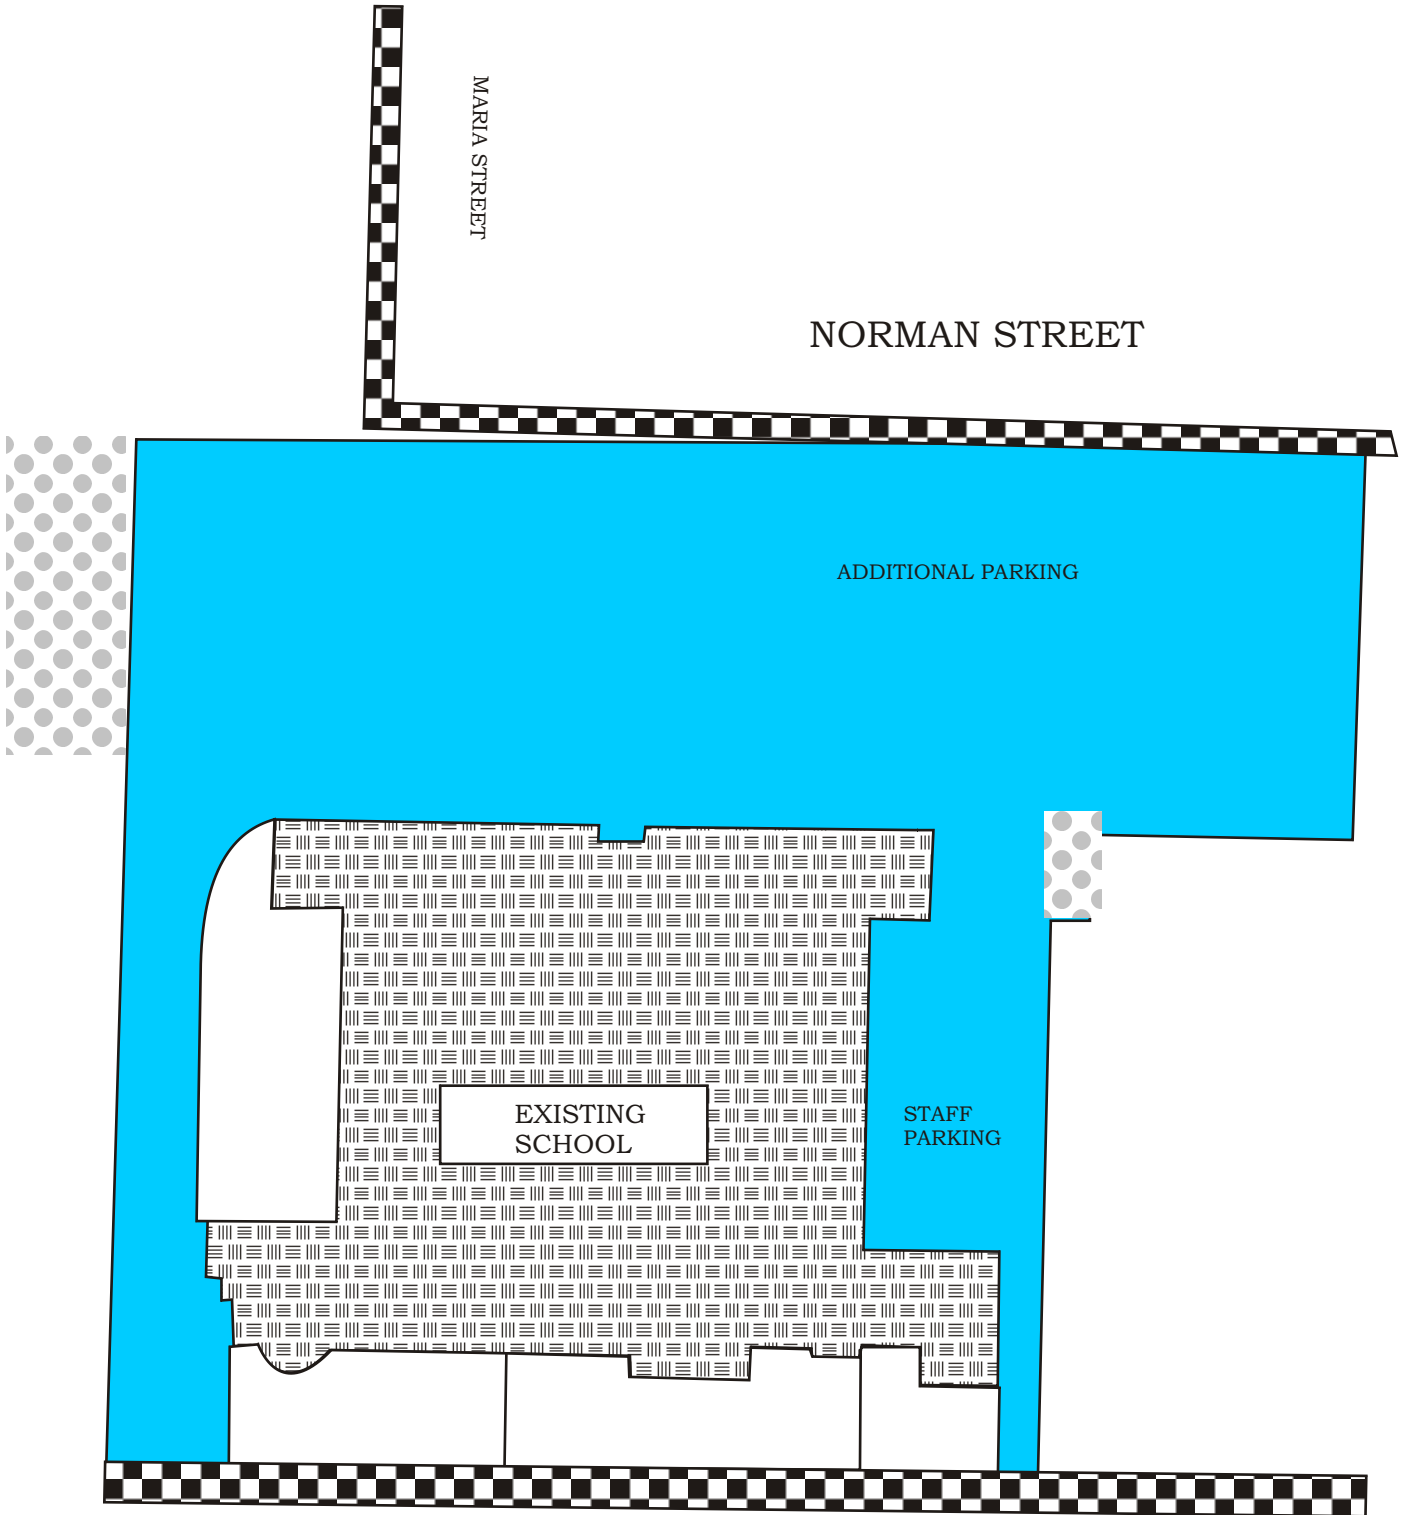 MARIA STREET
NORMAN STREET
ADDITIONAL PARKING
EXISTING
SCHOOL
STAFF
PARKING